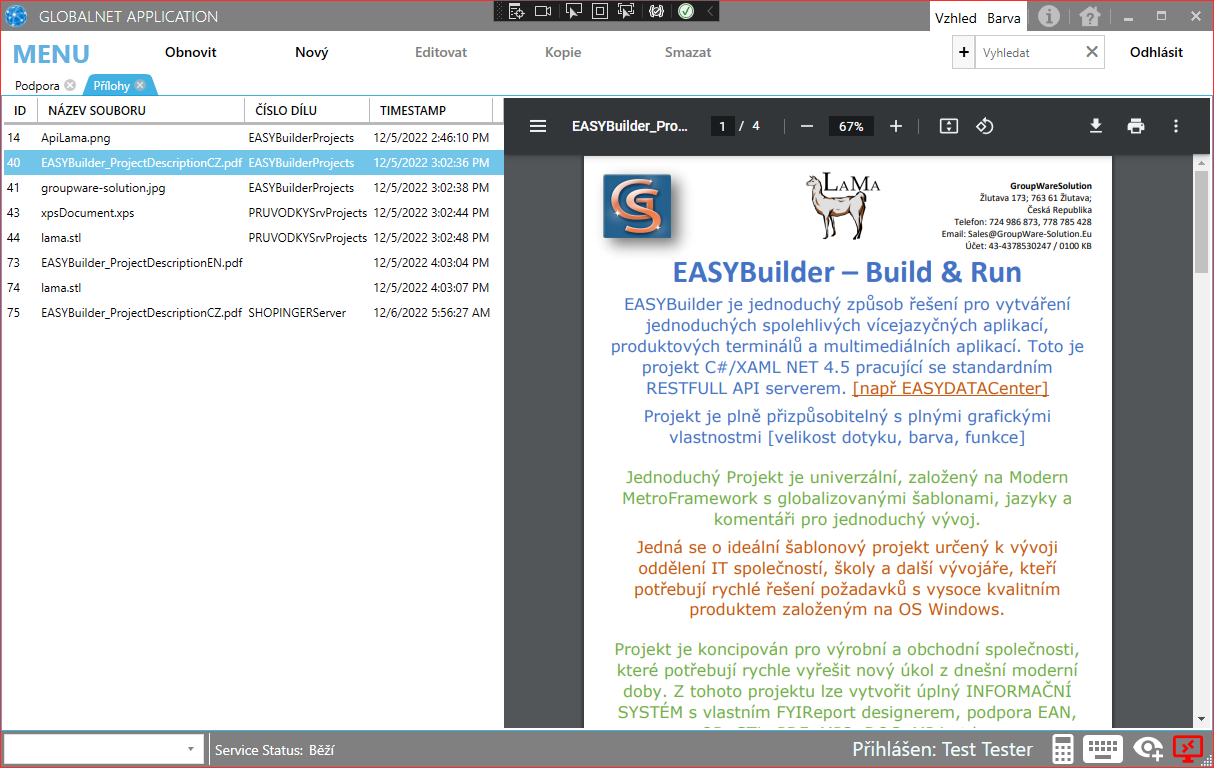 GLOBALNET APPLICATION
Vzhled Barva
MENU Obnovit Nový Editovat Kopie Smazat + Vyhledat Odhlásit
Podpora Přílohy
ID NÁZEV SOUBORU ČÍSLO DÍLU TIMESTAMP
14 ApiLama.png EASYBuilderProjects 12/5/2022 2:46:10 PM
40 EASYBuilder_ProjectDescriptionCZ.pdf EASYBuilderProjects 12/5/2022 3:02:36 PM
41 groupware-solution.jpg EASYBuilderProjects 12/5/2022 3:02:38 PM
43 xpsDocument.xps PRUVODKYSrvProjects 12/5/2022 3:02:44 PM
44 lama.stl PRUVODKYSrvProjects 12/5/2022 3:02:48 PM
73 EASYBuilder_ProjectDescriptionEN.pdf 12/5/2022 4:03:04 PM
74 lama.stl 12/5/2022 4:03:07 PM
75 EASYBuilder_ProjectDescriptionCZ.pdf SHOPINGERServer 12/6/2022 5:56:27 AM
EASYBuilder_Pro... 1 / 4 67%
LAMA
GroupWareSolution
Žlutava 173; 763 61 Žlutava;
Česká Republika
Telefon: 724 986 873, 778 785 428
Email: Sales@GroupWare-Solution.Eu
Účet: 43-4378530247 / 0100 KB
EASYBuilder – Build & Run
EASYBuilder je jednoduchý způsob řešení pro vytváření
jednoduchých spolehlivých vícejazyčných aplikací,
produktových terminálů a multimediálních aplikací. Toto je
projekt C#/XAML NET 4.5 pracující se standardním
RESTFULL API serverem. [např EASYDATACenter]
Projekt je plně přizpůsobitelný s plnými grafickými
vlastnostmi [velikost dotyku, barva, funkce]
Jednoduchý Projekt je univerzální, založený na Modern
MetroFramework s globalizovanými šablonami, jazyky a
komentáři pro jednoduchý vývoj.
Jedná se o ideální šablonový projekt určený k vývoji
oddělení IT společností, školy a další vývojáře, kteří
potřebují rychlé řešení požadavků s vysoce kvalitním
produktem založeným na OS Windows.
Projekt je koncipován pro výrobní a obchodní společnosti,
které potřebují rychle vyřešit nový úkol z dnešní moderní
doby. Z tohoto projektu lze vytvořit úplný INFORMAČNÍ
SYSTÉM s vlastním FYIReport designerem, podpora EAN,
Service Status: Běží Přihlášen: Test Tester